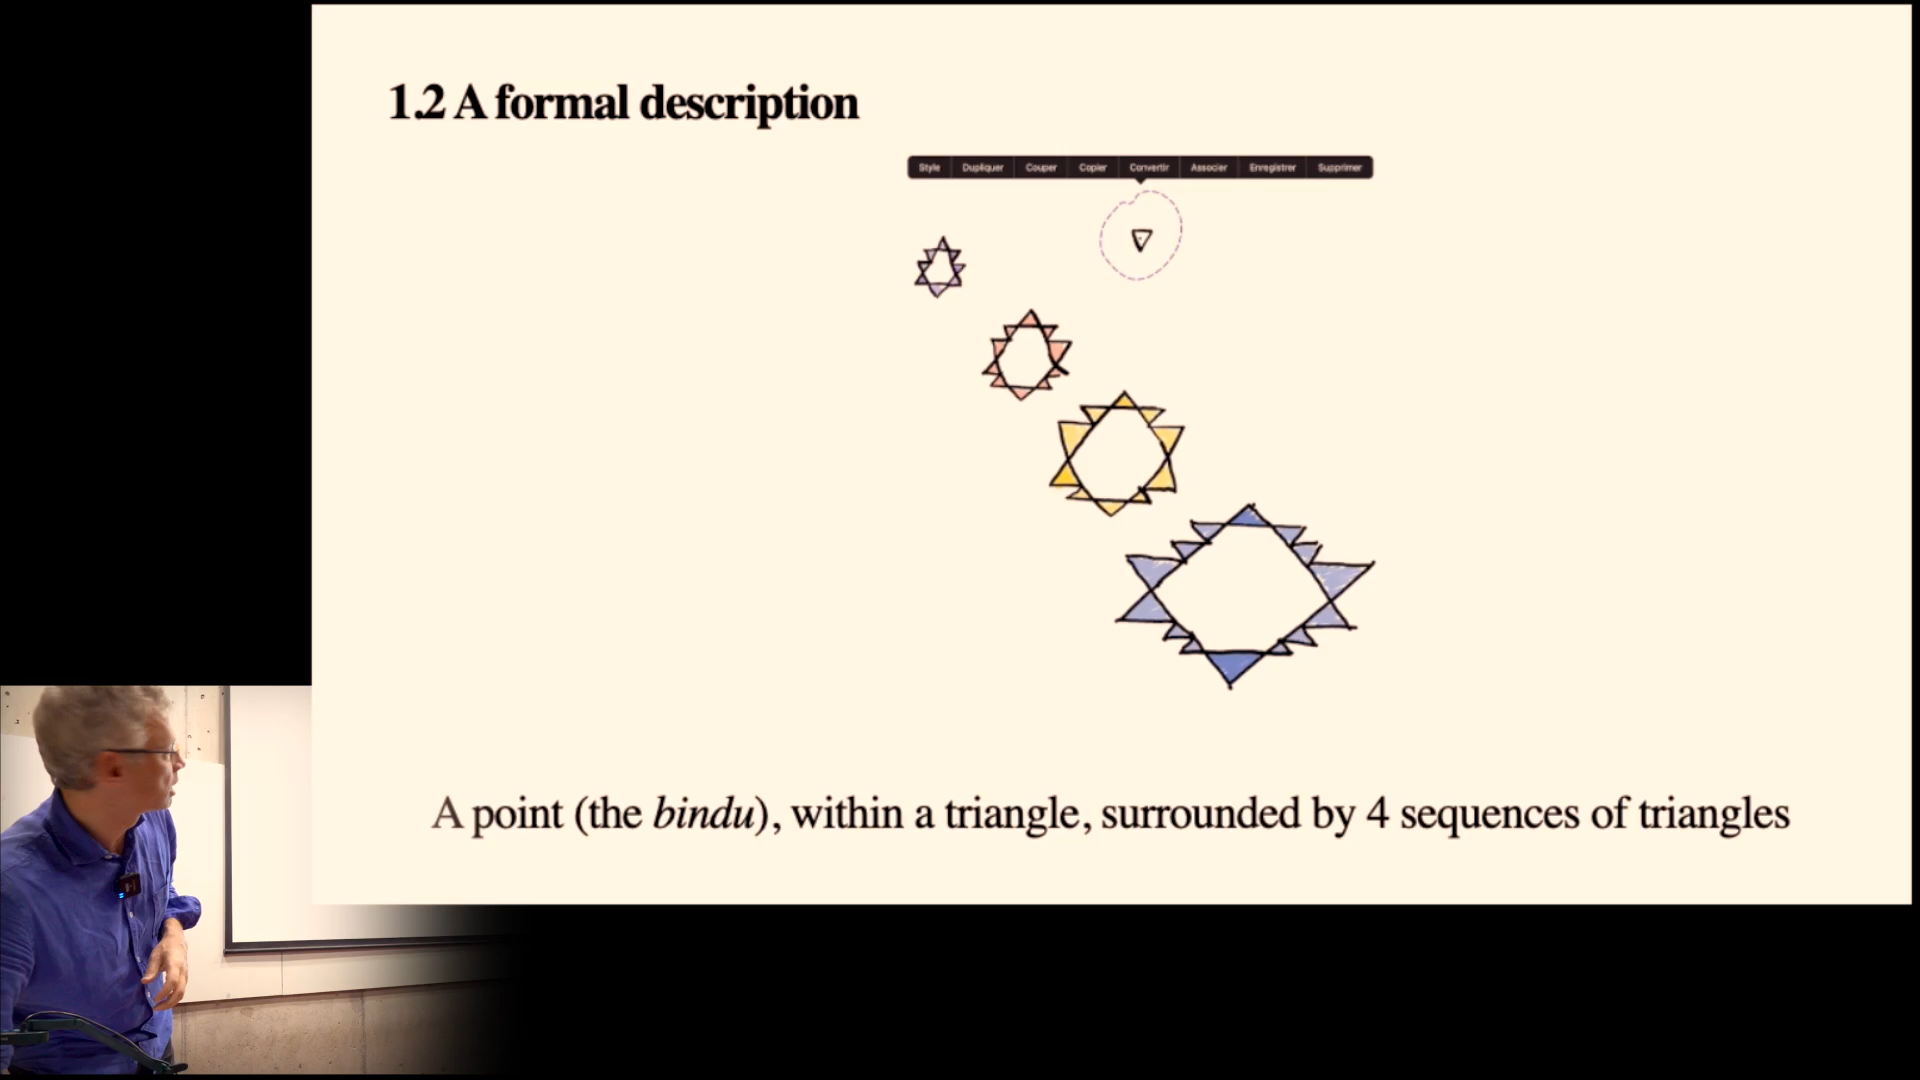 1.2 A formal description
Style Dupliquer Couper Copier Convertir Associer Enregistrer Supprimer
A point (the bindu), within a triangle, surrounded by 4 sequences of triangles